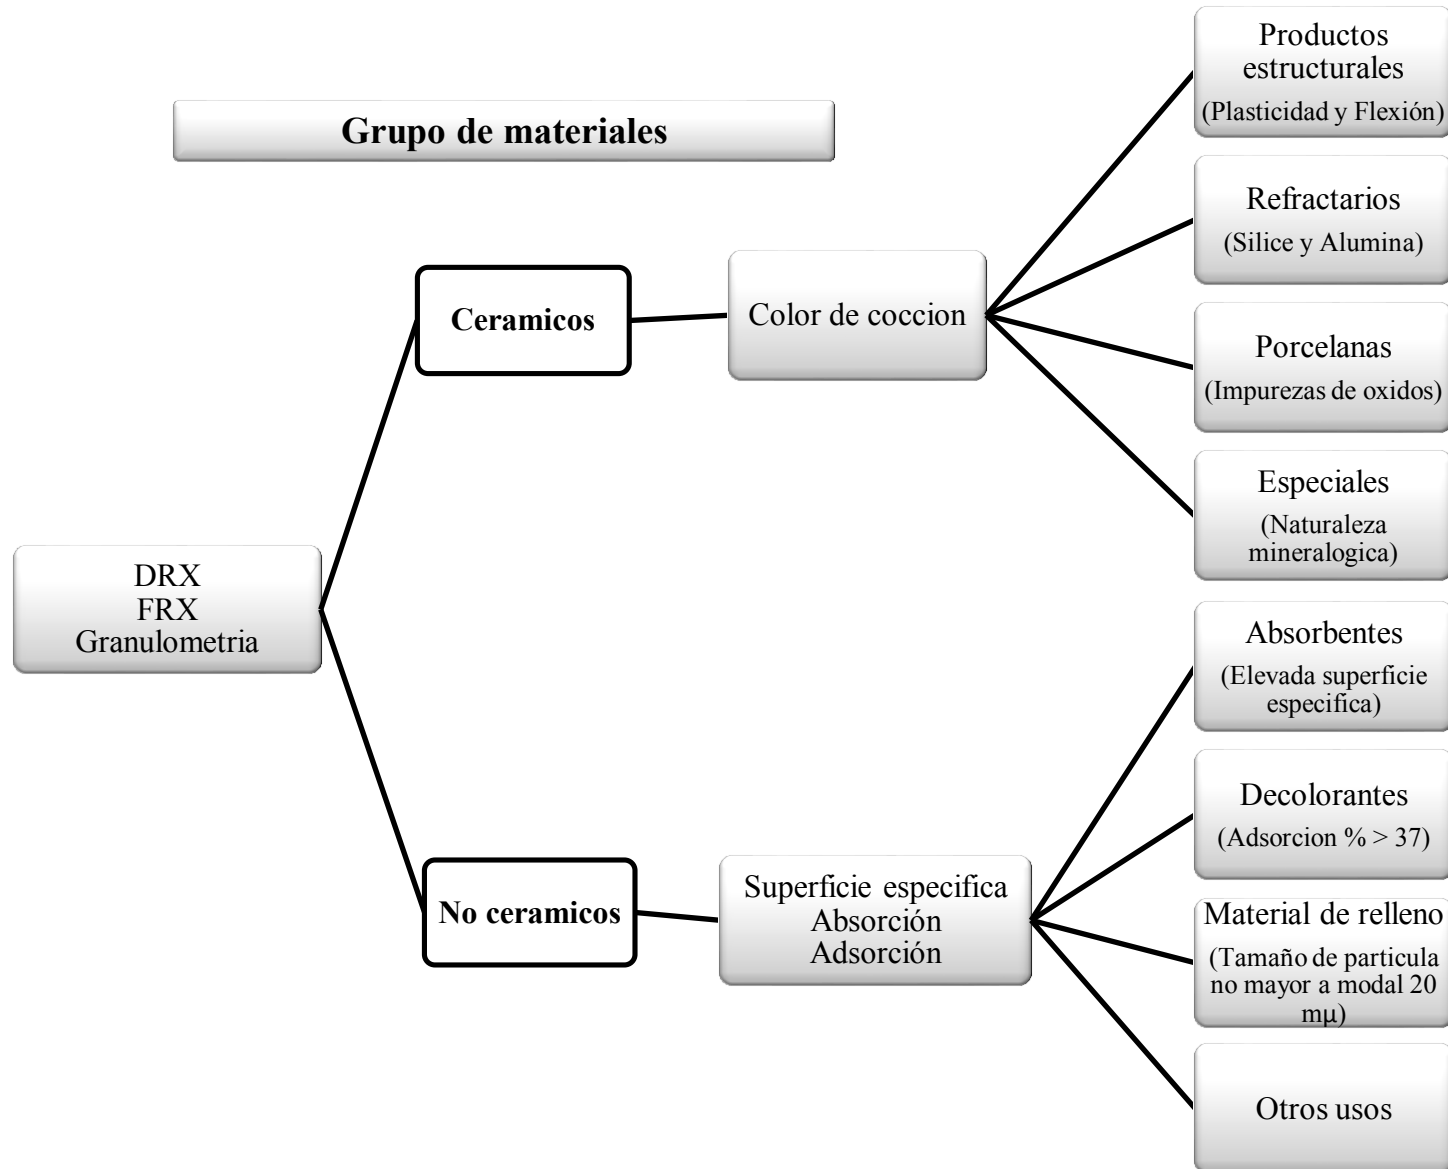 Grupo de materiales
DRX
FRX
Granulometria
Ceramicos
Color de coccion
Productos
estructurales
(Plasticidad y Flexión)
Refractarios
(Silice y Alumina)
Porcelanas
(Impurezas de oxidos)
Especiales
(Naturaleza
mineralogica)
No ceramicos
Superficie especifica
Absorción
Adsorción
Absorbentes
(Elevada superficie
especifica)
Decolorantes
(Adsorcion % > 37)
Material de relleno
(Tamaño de particula
no mayor a modal 20
mµ)
Otros usos